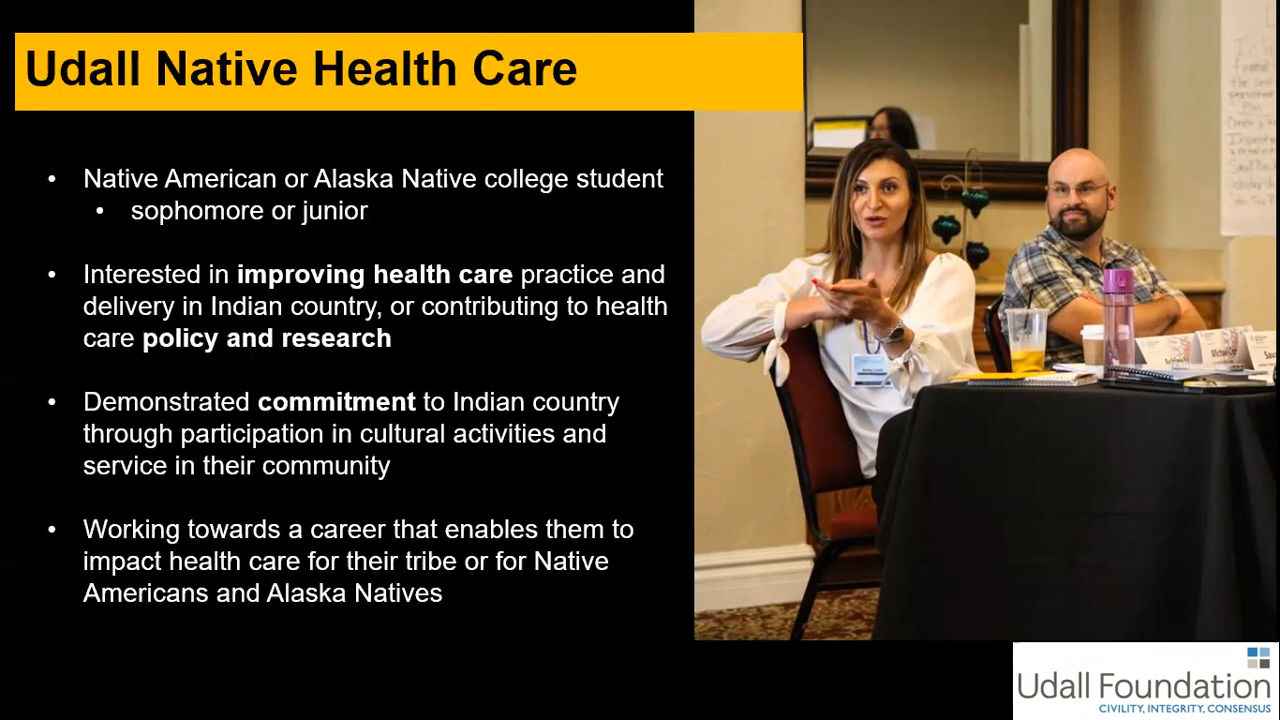 Udall Native Health Care
• Native American or Alaska Native college student
• sophomore or junior
• Interested in improving health care practice and
delivery in Indian country, or contributing to health
care policy and research
• Demonstrated commitment to Indian country
through participation in cultural activities and
service in their community
• Working towards a career that enables them to
impact health care for their tribe or for Native
Americans and Alaska Natives
Udall Foundation
CIVILITY, INTEGRITY, CONSENSUS